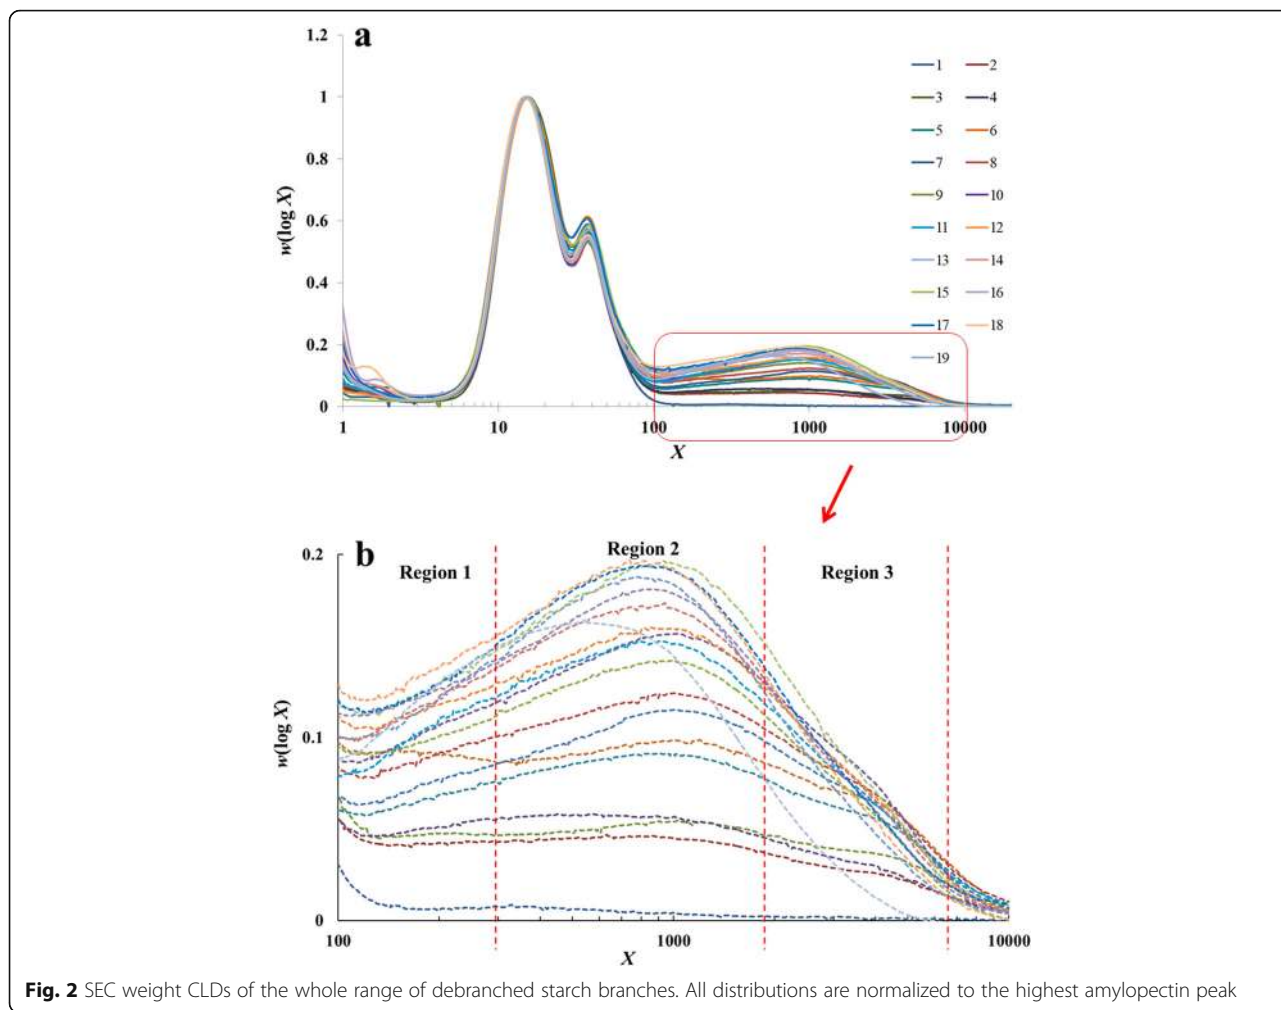 a
1.2
1
0.8
0.6
0.4
0.2
0
w(log X)
1 10 100 1000 10000
X
1 2
3 4
5 6
7 8
9 10
11 12
13 14
15 16
17 18
19
b
Region 1 Region 2 Region 3
0.2
0.1
0
w(log X)
100 1000 10000
X
Fig. 2 SEC weight CLDs of the whole range of debranched starch branches. All distributions are normalized to the highest amylopectin peak